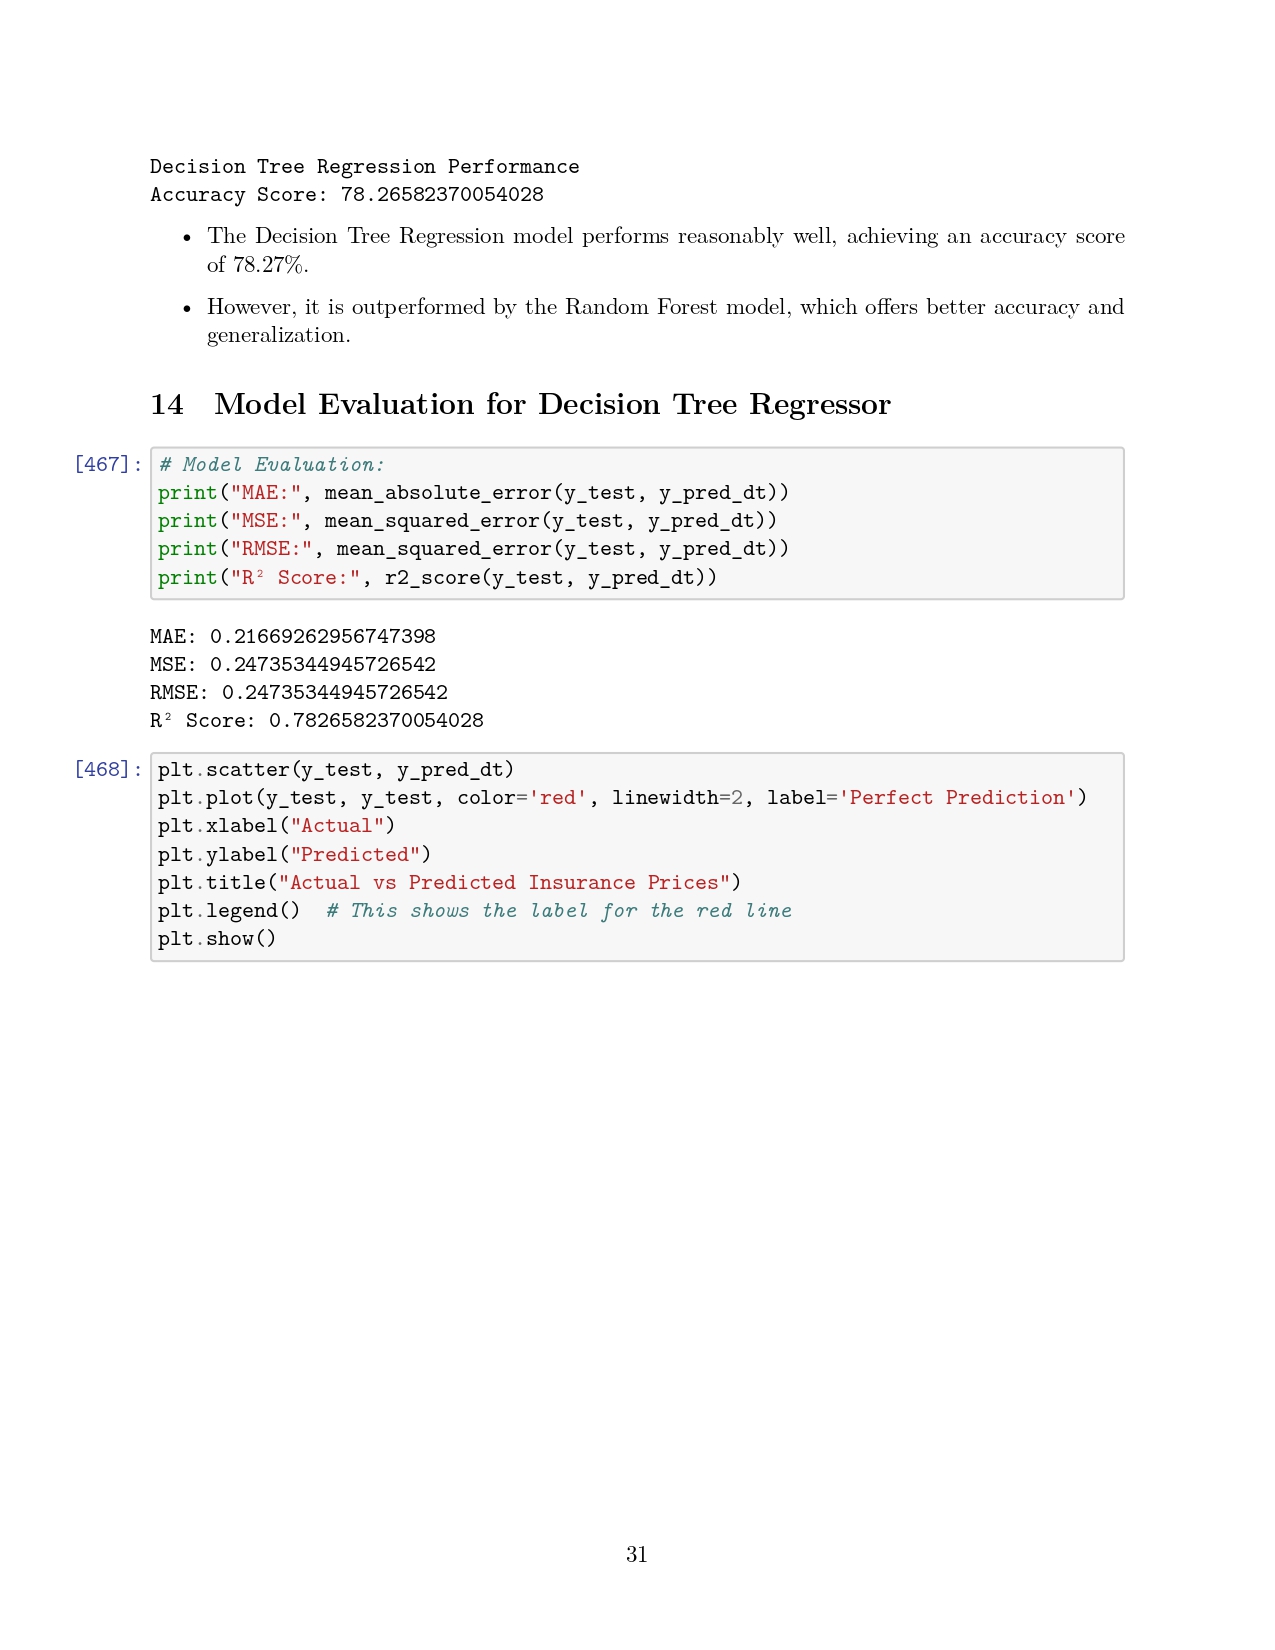 Decision Tree Regression Performance
Accuracy Score: 78.26582370054028
• The Decision Tree Regression model performs reasonably well, achieving an accuracy score
of 78.27%.
• However, it is outperformed by the Random Forest model, which offers better accuracy and
generalization.
14 Model Evaluation for Decision Tree Regressor
[467]: # Model Evaluation:
print("MAE:", mean_absolute_error(y_test, y_pred_dt))
print("MSE:", mean_squared_error(y_test, y_pred_dt))
print("RMSE:", mean_squared_error(y_test, y_pred_dt))
print("R² Score:", r2_score(y_test, y_pred_dt))
MAE: 0.21669262956747398
MSE: 0.24735344945726542
RMSE: 0.24735344945726542
R² Score: 0.7826582370054028
[468]: plt.scatter(y_test, y_pred_dt)
plt.plot(y_test, y_test, color='red', linewidth=2, label='Perfect Prediction')
plt.xlabel("Actual")
plt.ylabel("Predicted")
plt.title("Actual vs Predicted Insurance Prices")
plt.legend()  # This shows the label for the red line
plt.show()
31